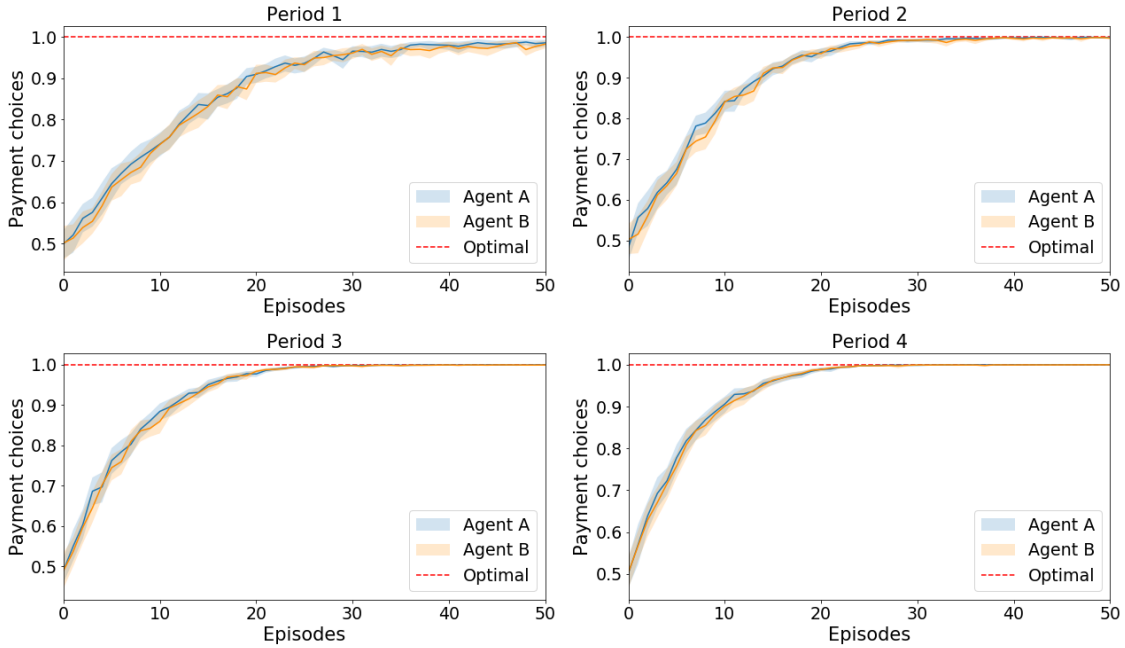 Period 1
Payment choices
1.0
0.9
0.8
0.7
0.6
0.5
Agent A
Agent B
Optimal
0 10 20 30 40 50
Episodes
Period 2
Payment choices
1.0
0.9
0.8
0.7
0.6
0.5
Agent A
Agent B
Optimal
0 10 20 30 40 50
Episodes
Period 3
Payment choices
1.0
0.9
0.8
0.7
0.6
0.5
Agent A
Agent B
Optimal
0 10 20 30 40 50
Episodes
Period 4
Payment choices
1.0
0.9
0.8
0.7
0.6
0.5
Agent A
Agent B
Optimal
0 10 20 30 40 50
Episodes